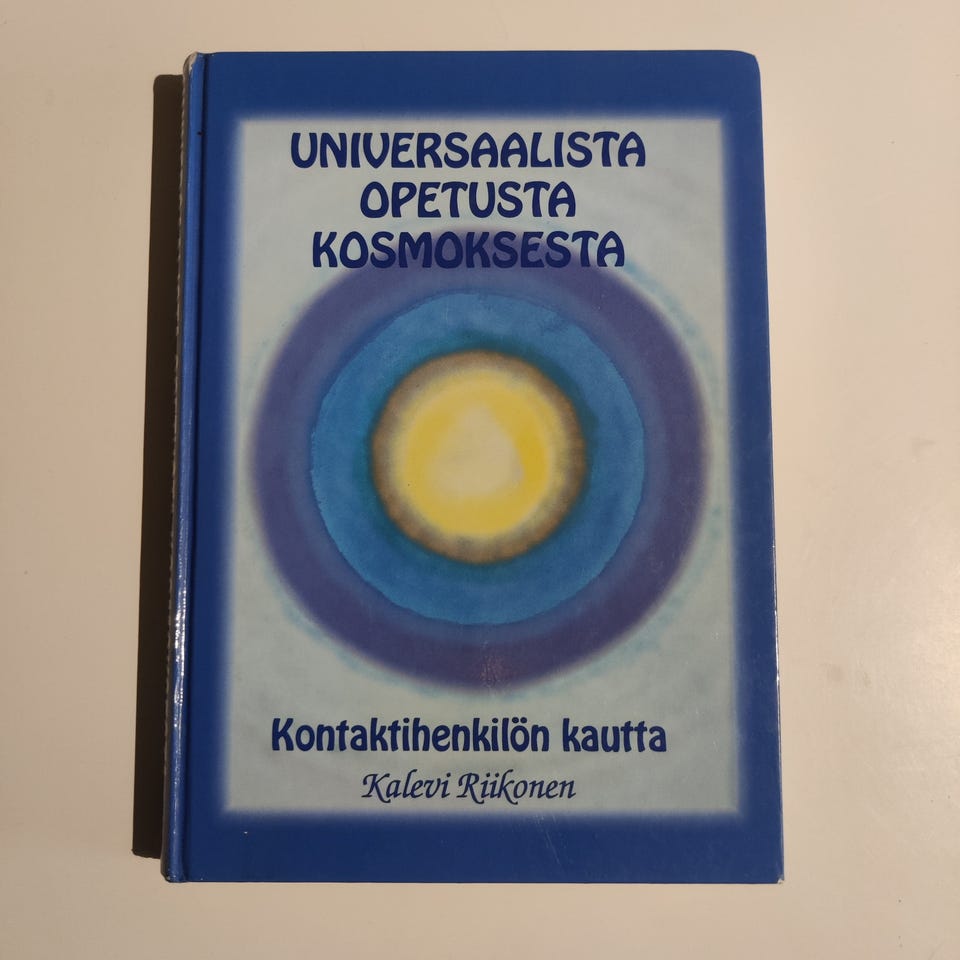 UNIVERSAALISTA
OPETUSTA
KOSMOKSESTA
Kontaktihenkilön kautta
Kalevi Riikonen